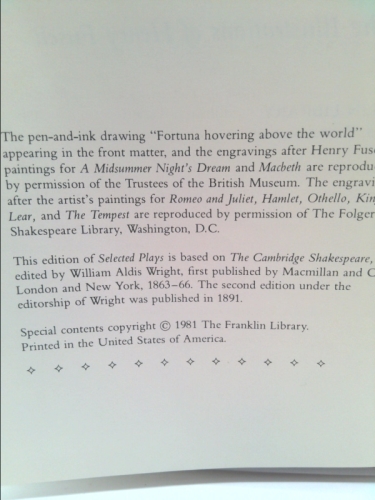 The pen-and-ink drawing "Fortuna hovering above the world"
appearing in the front matter, and the engravings after Henry Fus
paintings for A Midsummer Night's Dream and Macbeth are reprodu
by permission of the Trustees of the British Museum. The engravi
after the artist's paintings for Romeo and Juliet, Hamlet, Othello, Kin
Lear, and The Tempest are reproduced by permission of The Folger
Shakespeare Library, Washington, D.C.
This edition of Selected Plays is based on The Cambridge Shakespeare,
edited by William Aldis Wright, first published by Macmillan and C
London and New York, 1863–66. The second edition under the
editorship of Wright was published in 1891.
Special contents copyright © 1981 The Franklin Library.
Printed in the United States of America.